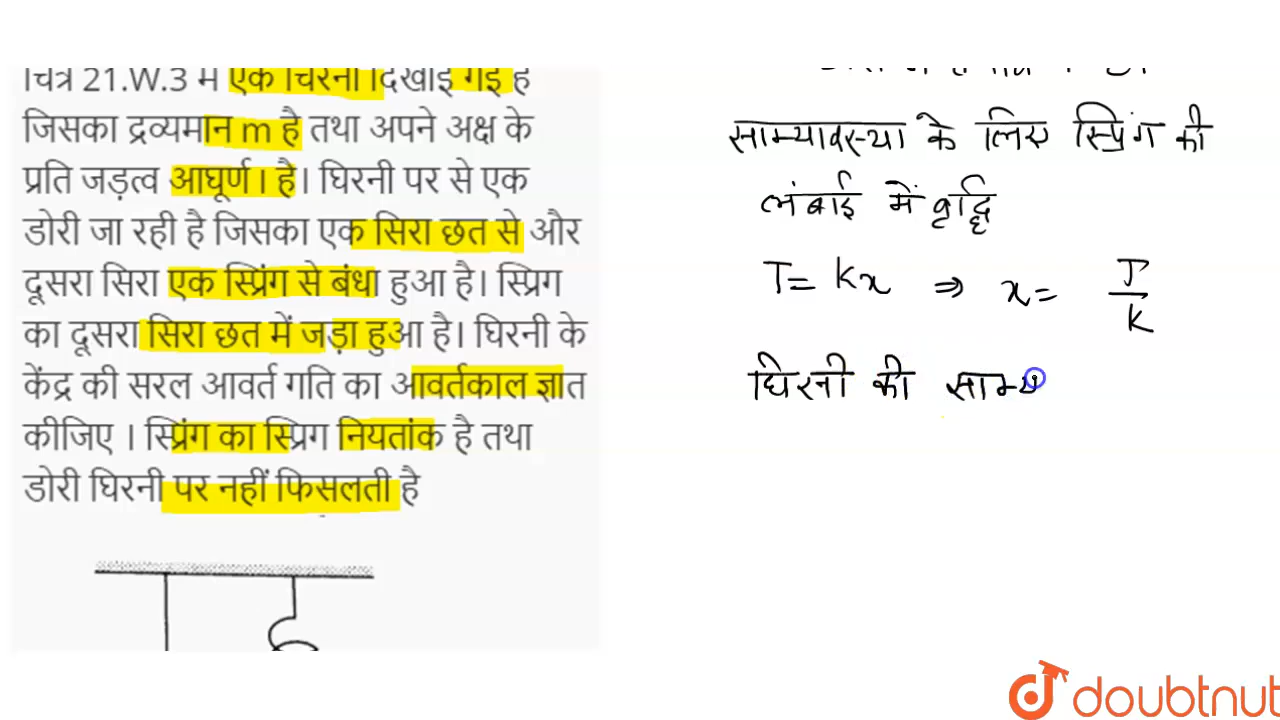 चित्र 21.W.3 में एक घिरनी दिखाई गई है
जिसका द्रव्यमान m है तथा अपने अक्ष के
प्रति जड़त्व आघूर्ण । है। घिरनी पर से एक
डोरी जा रही है जिसका एक सिरा छत से और
दूसरा सिरा एक स्प्रिंग से बंधा हुआ है। स्प्रिग
का दूसरा सिरा छत में जड़ा हुआ है। घिरनी के
केंद्र की सरल आवर्त गति का आवर्तकाल ज्ञात
कीजिए । स्प्रिंग का स्प्रिग नियतांक है तथा
डोरी घिरनी पर नहीं फिसलती है
साम्यावस्था के लिए स्प्रिंग की
लंबाई में वृद्धि
T= kx ⇒ x= T/k
घिरनी की साम्य
doubtnut